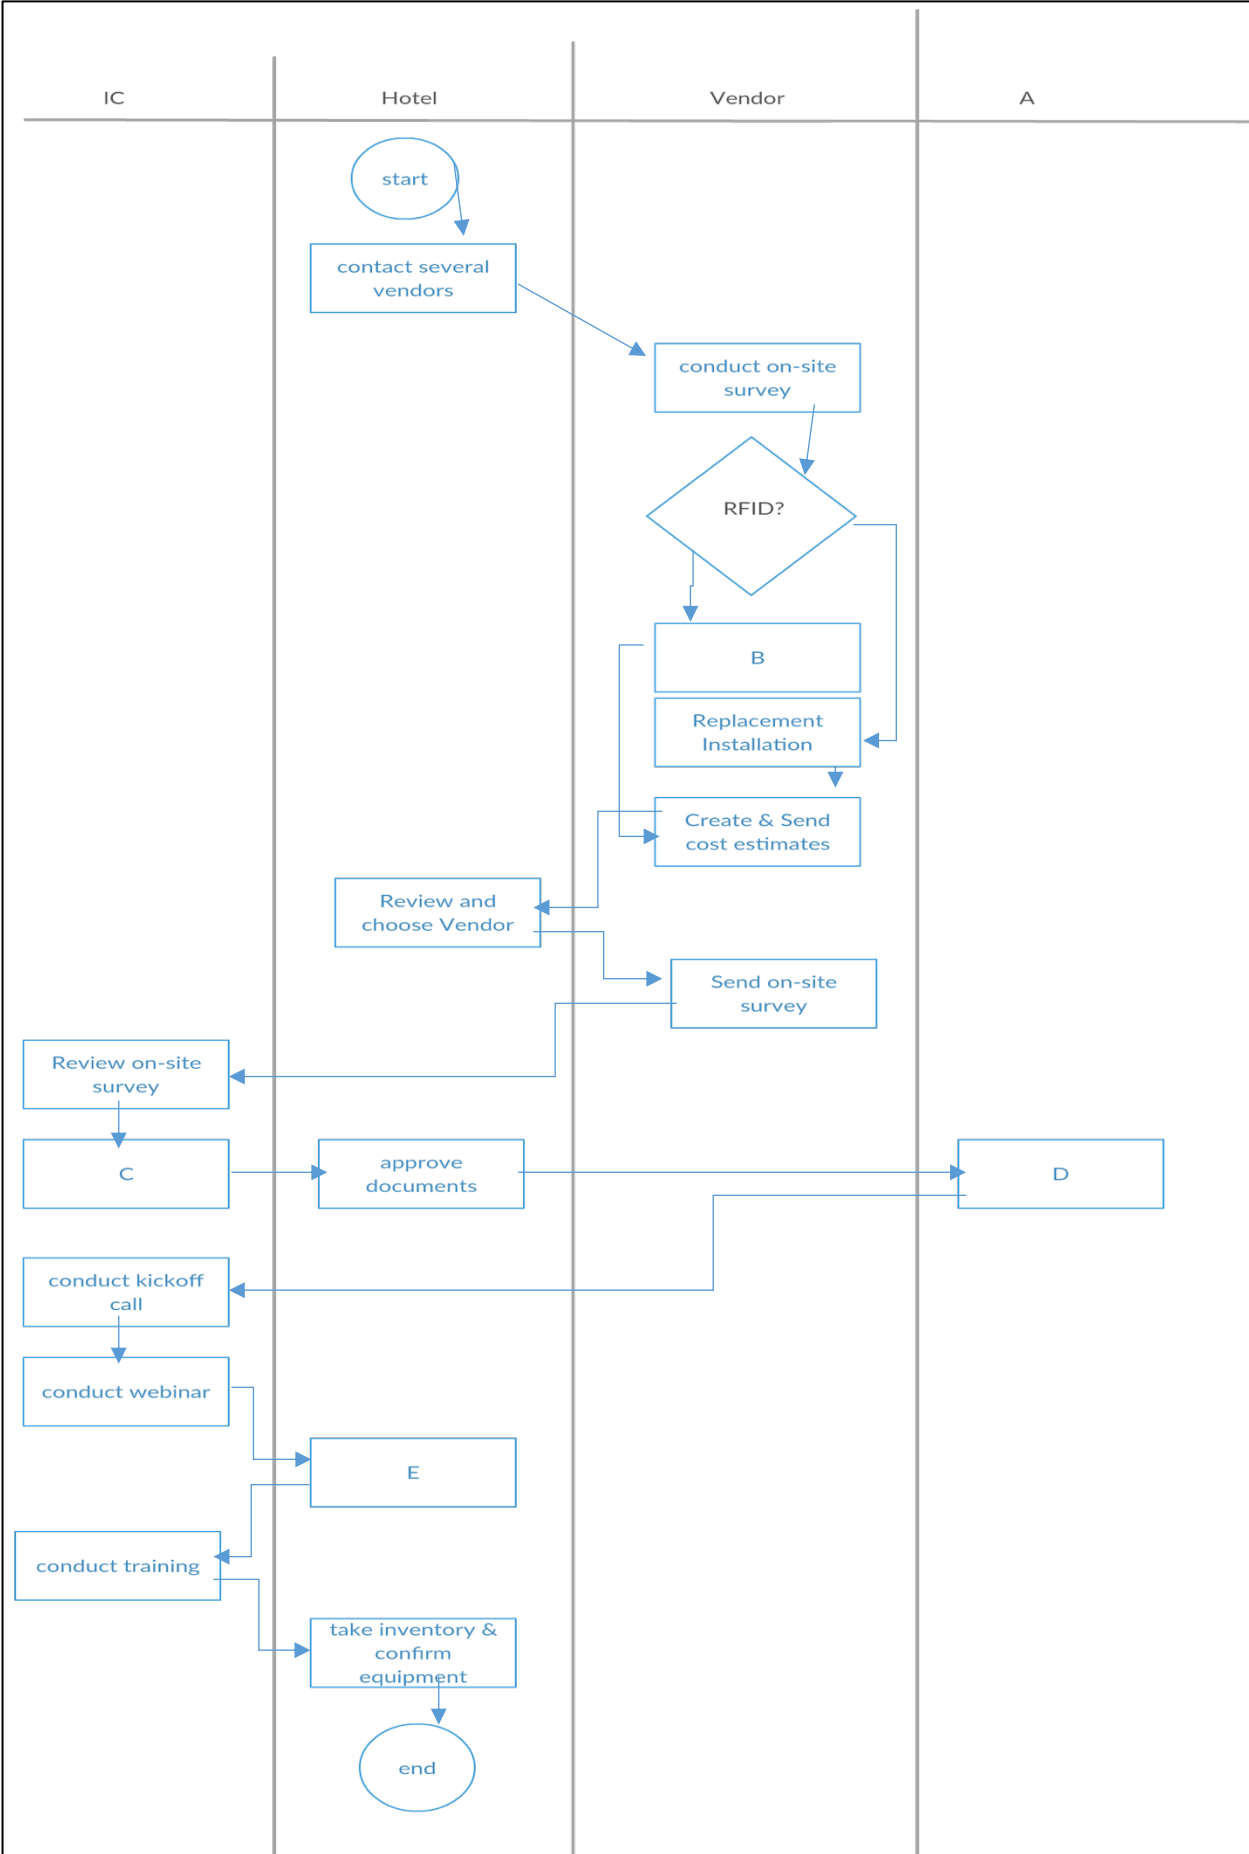 IC
Hotel
Vendor
A
start
contact several
vendors
conduct on-site
survey
RFID?
B
Replacement
Installation
Create & Send
cost estimates
Review and
choose Vendor
Send on-site
survey
Review on-site
survey
C
approve
documents
D
conduct kickoff
call
conduct webinar
E
conduct training
take inventory &
confirm
equipment
end